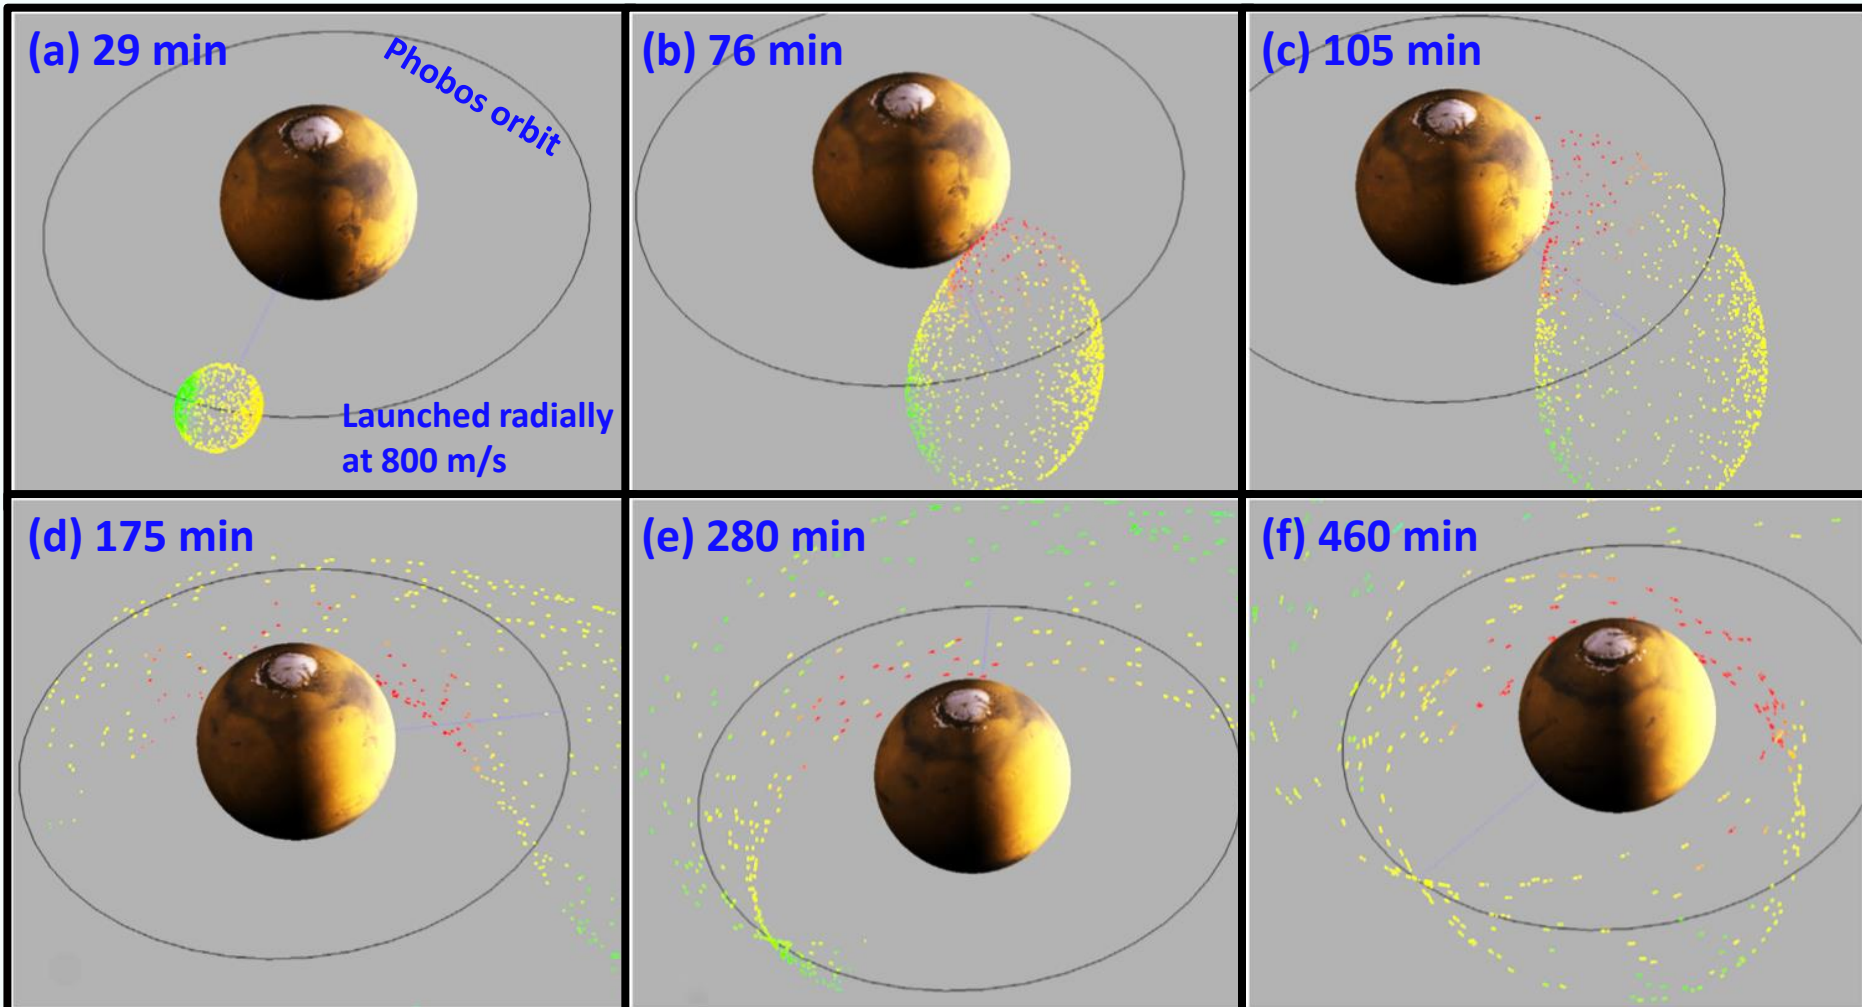 (a) 29 min
Phobos orbit
Launched radially
at 800 m/s
(b) 76 min
(c) 105 min
(d) 175 min
(e) 280 min
(f) 460 min